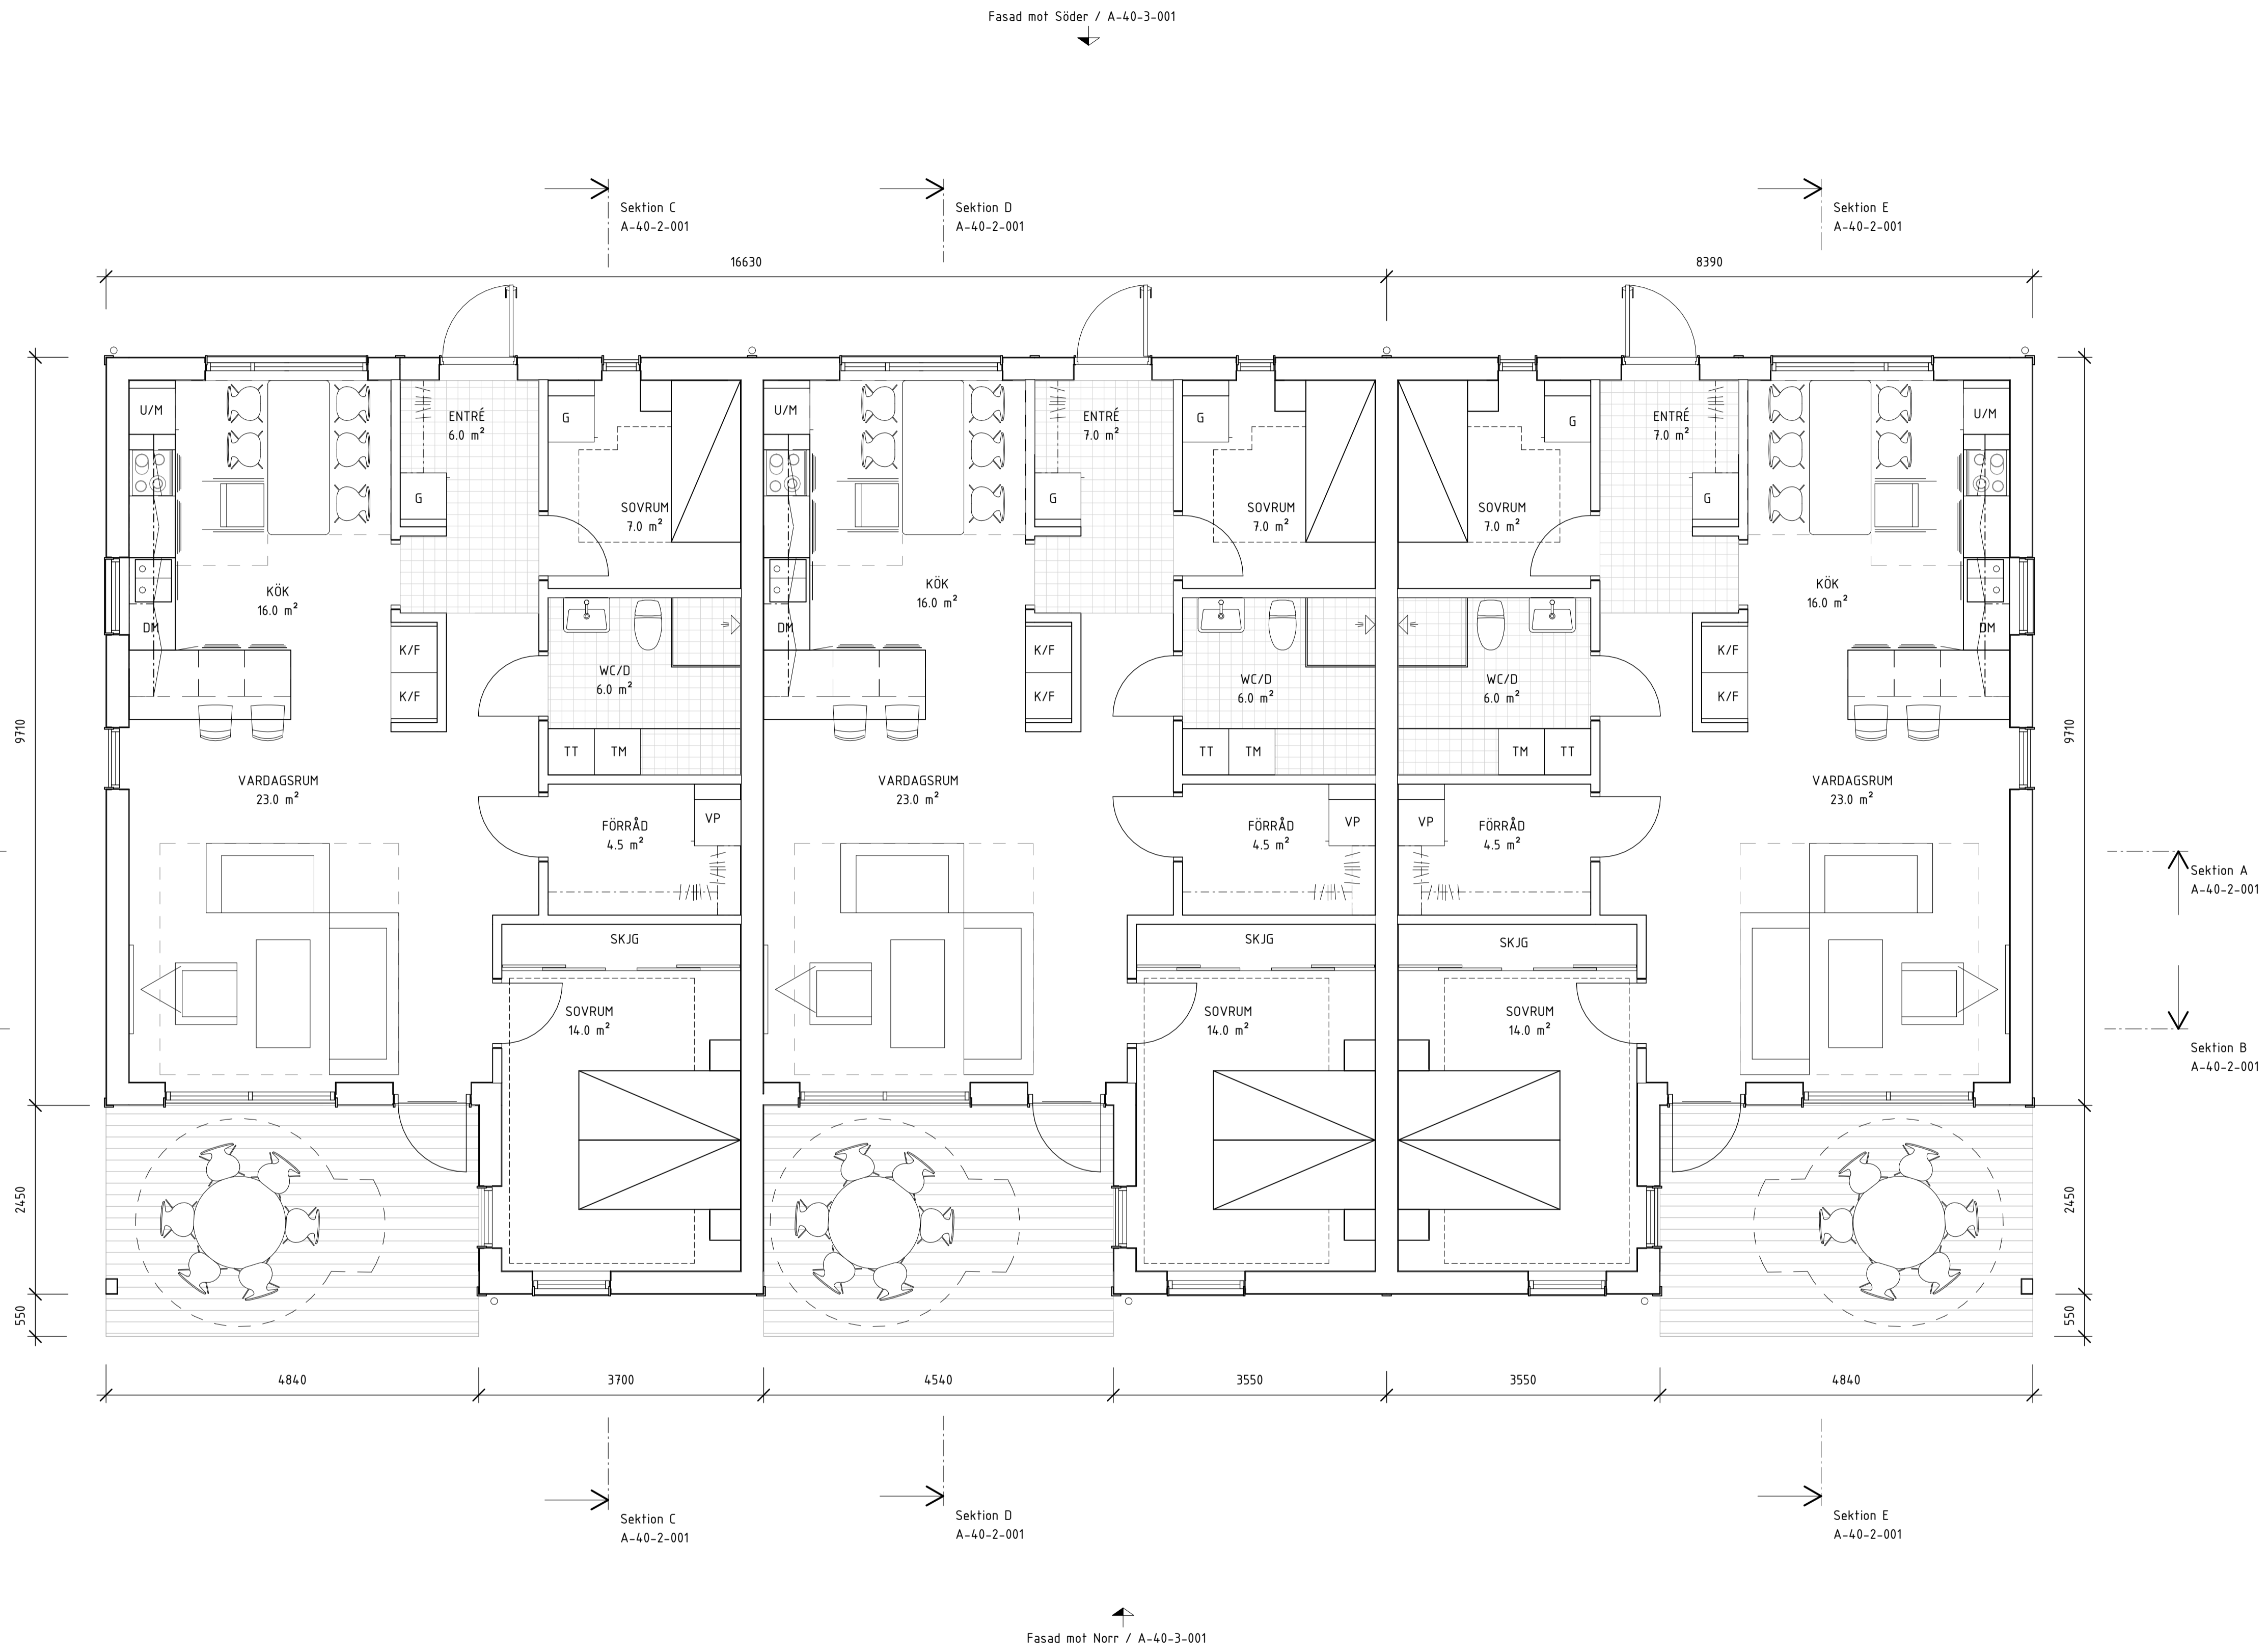 Fasad mot Söder / A-40-3-001
Sektion C
A-40-2-001
Sektion D
A-40-2-001
Sektion E
A-40-2-001
16630
8390
U/M
ENTRÉ
6.0 m²
G
G
SOVRUM
7.0 m²
KÖK
16.0 m²
DM
K/F
K/F
WC/D
6.0 m²
TT
TM
VARDAGSRUM
23.0 m²
FÖRRÅD
4.5 m²
VP
SKJG
SOVRUM
14.0 m²
U/M
ENTRÉ
7.0 m²
G
G
SOVRUM
7.0 m²
KÖK
16.0 m²
DM
K/F
K/F
WC/D
6.0 m²
TT
TM
VARDAGSRUM
23.0 m²
FÖRRÅD
4.5 m²
VP
SKJG
SOVRUM
14.0 m²
G
ENTRÉ
7.0 m²
U/M
SOVRUM
7.0 m²
G
KÖK
16.0 m²
DM
K/F
K/F
WC/D
6.0 m²
TM
TT
VARDAGSRUM
23.0 m²
VP
FÖRRÅD
4.5 m²
SKJG
SOVRUM
14.0 m²
9710
2450
550
9710
2450
550
Sektion A
A-40-2-001
Sektion B
A-40-2-001
4840
3700
4540
3550
3550
4840
Sektion C
A-40-2-001
Sektion D
A-40-2-001
Sektion E
A-40-2-001
Fasad mot Norr / A-40-3-001